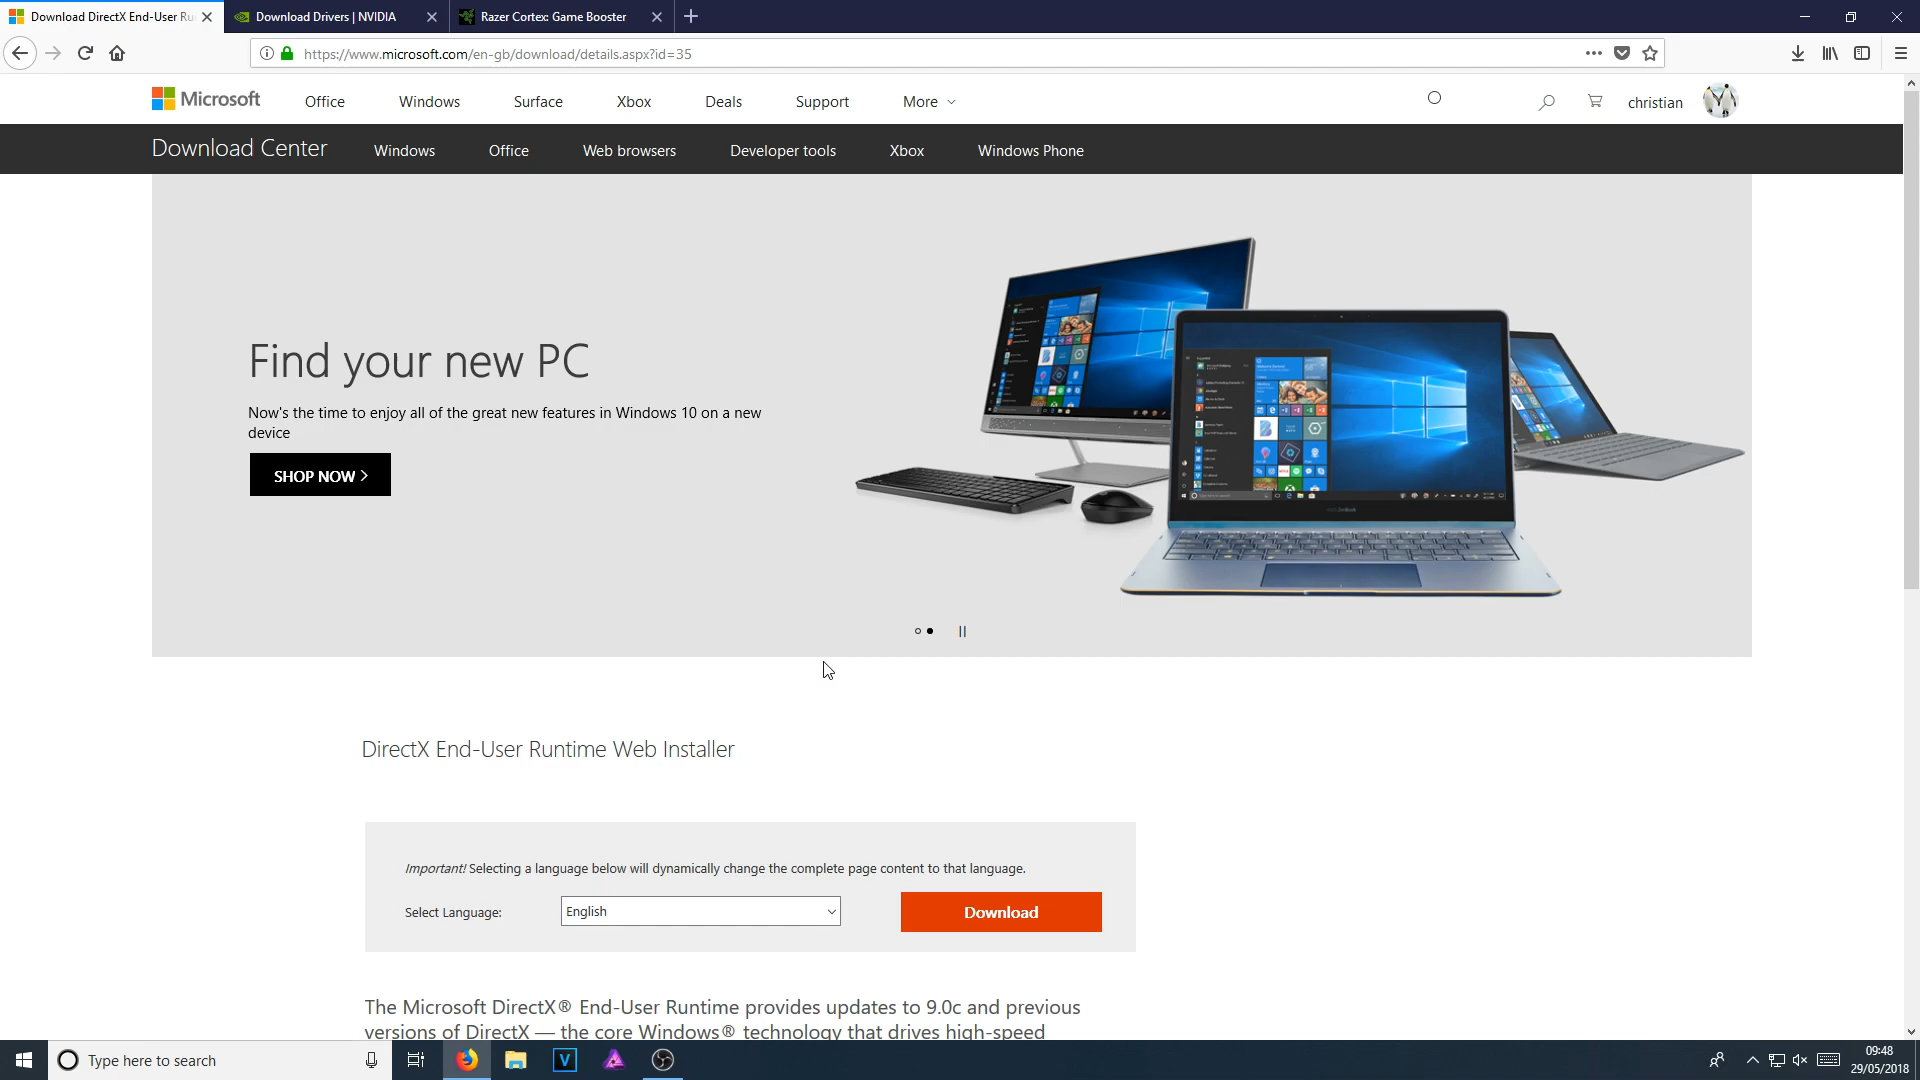 Download DirectX End-User Ru
Download Drivers | NVIDIA
Razer Cortex: Game Booster
https://www.microsoft.com/en-gb/download/details.aspx?id=35
Microsoft
Office
Windows
Surface
Xbox
Deals
Support
More
christian
Download Center
Windows
Office
Web browsers
Developer tools
Xbox
Windows Phone
Find your new PC
Now's the time to enjoy all of the great new features in Windows 10 on a new
device
SHOP NOW >
DirectX End-User Runtime Web Installer
Important! Selecting a language below will dynamically change the complete page content to that language.
Select Language:
English
Download
The Microsoft DirectX® End-User Runtime provides updates to 9.0c and previous
versions of DirectX — the core Windows® technology that drives high-speed
Type here to search
V
09:48
29/05/2018